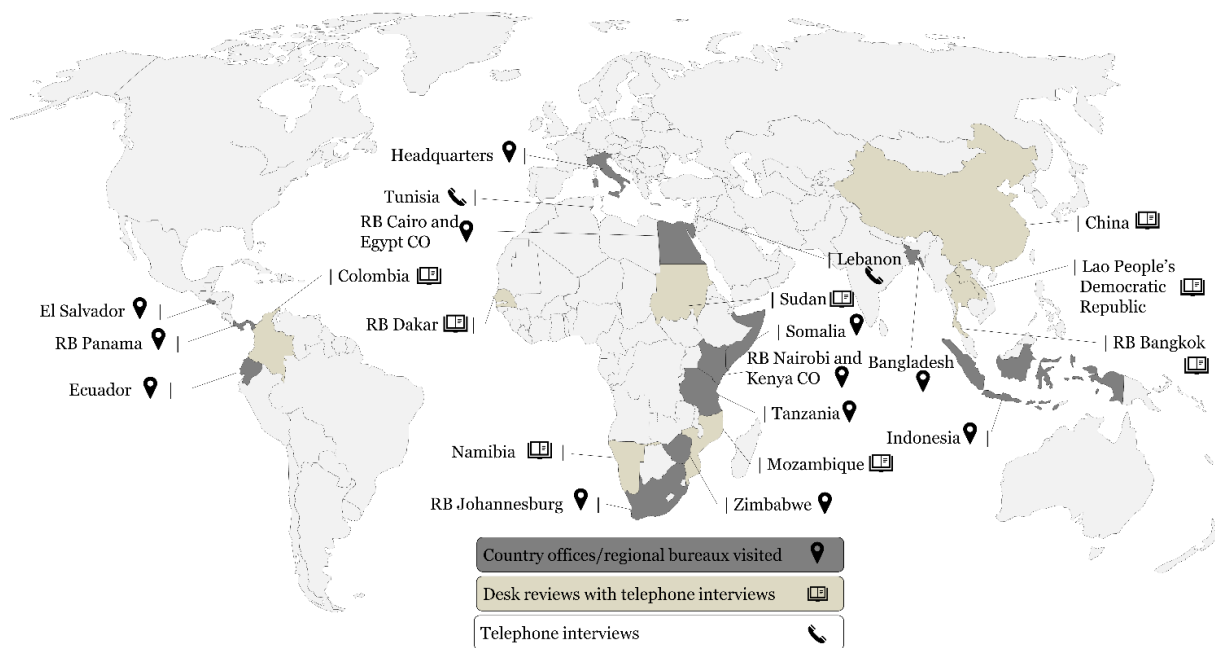 Headquarters
Tunisia |
RB Cairo and
Egypt CO
| Colombia
El Salvador |
RB Panama |
Ecuador |
RB Dakar |
| Lebanon
| Sudan
| Somalia
RB Nairobi and
| Kenya CO
Bangladesh
| Tanzania
| China
| Lao People's
Democratic
Republic
| RB Bangkok
Indonesia |
Namibia |
| Mozambique
RB Johannesburg |
| Zimbabwe
Country offices/regional bureaux visited
Desk reviews with telephone interviews
Telephone interviews